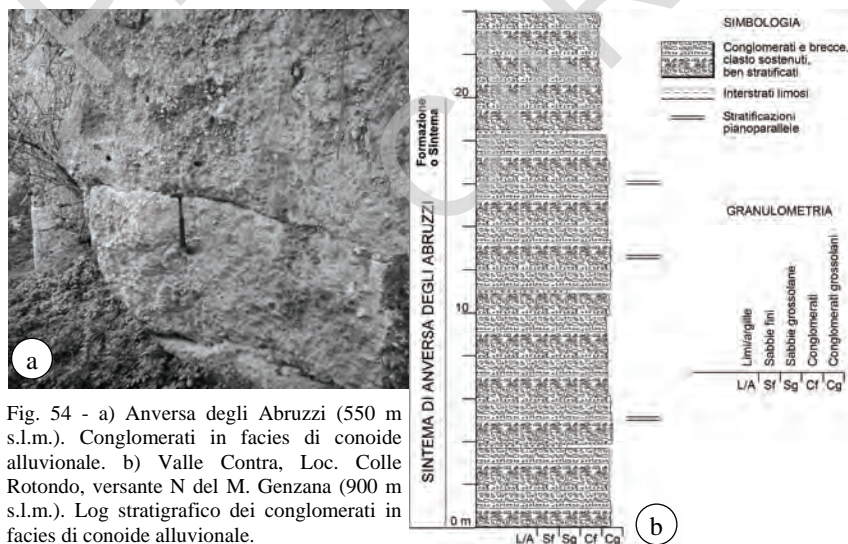 a
Fig. 54 - a) Anversa degli Abruzzi (550 m
s.l.m.). Conglomerati in facies di conoide
alluvionale. b) Valle Contra, Loc. Colle
Rotondo, versante N del M. Genzana (900 m
s.l.m.). Log stratigrafico dei conglomerati in
facies di conoide alluvionale.
Formazione
o Sintema
SINTEMA DI ANVERSA DEGLI ABRUZZI
20
10
0 m
L/A Sf Sg Cf Cg
b
SIMBOLOGIA
Conglomerati e brecce,
clasto sostenuti,
ben stratificati
Interstrati limosi
Stratificazioni
pianoparallele
GRANULOMETRIA
Limi/argille
Sabbie fini
Sabbie grossolane
Conglomerati
Conglomerati grossolani
L/A Sf Sg Cf Cg